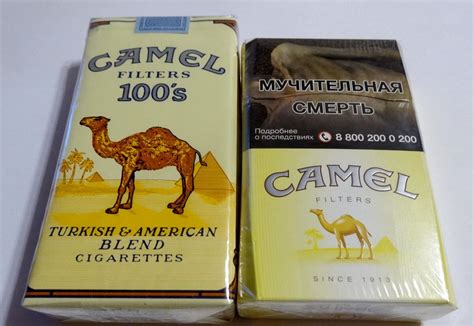 CAMEL
FILTERS
100's
TURKISH & AMERICAN
BLEND
CIGARETTES
МУЧИТЕЛЬНАЯ
СМЕРТЬ
Подробнее
о последствиях 8 800 200 0 200
CAMEL
FILTERS
SINCE 1913